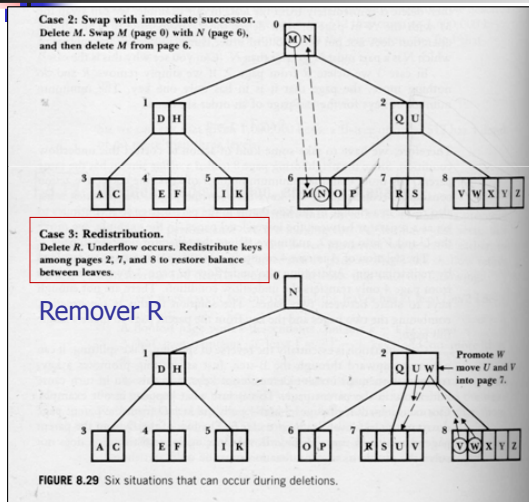 Case 2: Swap with immediate successor.
Delete M. Swap M (page 0) with N (page 6),
and then delete M from page 6.
0
M N
1
2
D H
Q U
3
4
5
6
7
8
A C
E F
I K
M N O P
R S
V W X Y Z
Case 3: Redistribution.
Delete R. Underflow occurs. Redistribute keys
among pages 2, 7, and 8 to restore balance
between leaves.
0
N
Remover R
1
2
D H
Q U W
Promote W
move U and V
into page 7.
3
4
5
6
7
8
A C
E F
I K
O P
R S U V
V W X Y Z
FIGURE 8.29 Six situations that can occur during deletions.